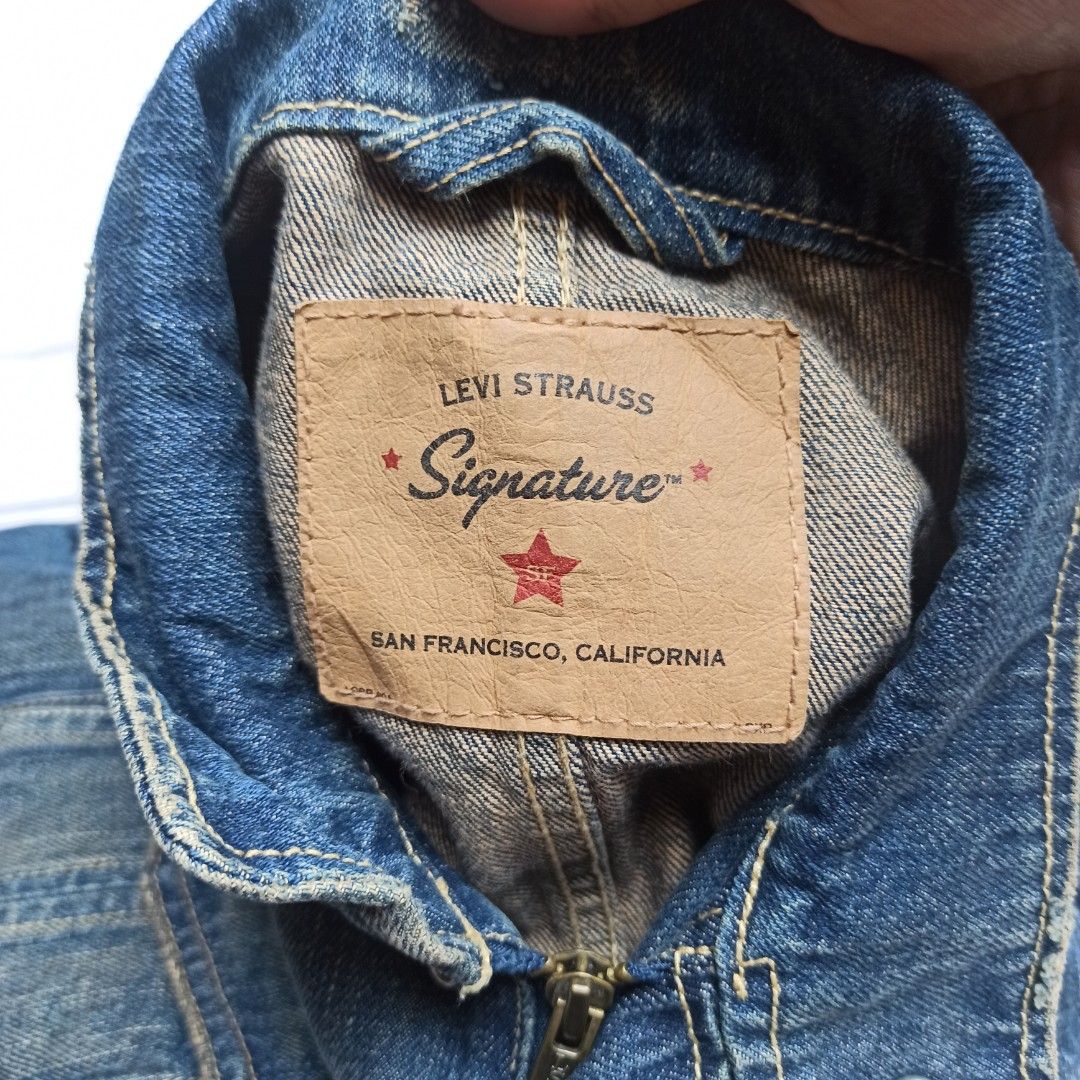 LEVI STRAUSS
Signature™
SAN FRANCISCO, CALIFORNIA